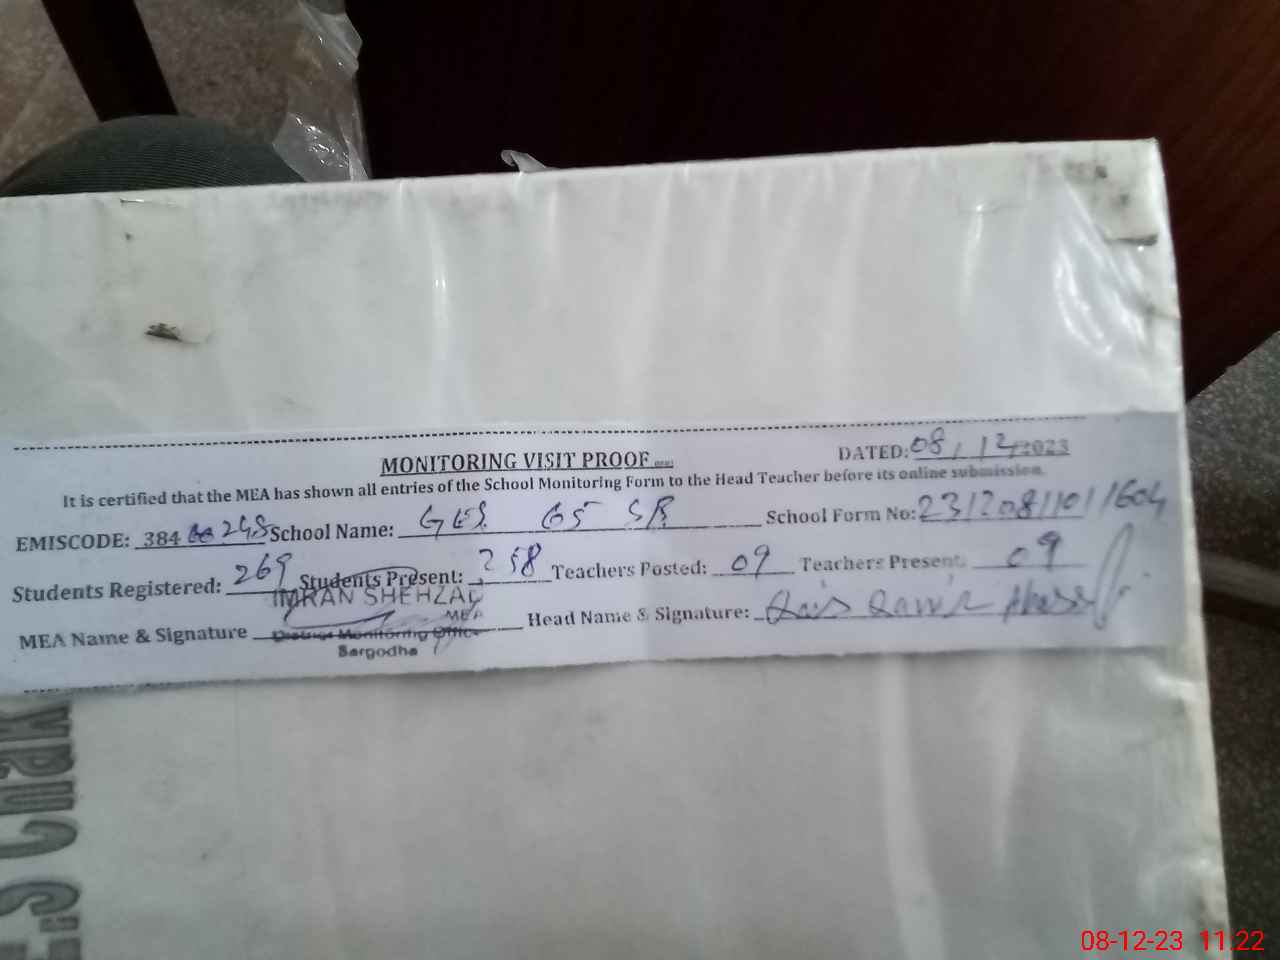 DATED: 08/12/2023
MONITORING VISIT PROOF
It is certified that the MEA has shown all entries of the School Monitoring Form to the Head Teacher before its online submission.
EMISCODE: 384 School Name: GES 65 SB School Form No: 23120811011604
Students Registered: 269 Students Present: 258 Teachers Posted: 09 Teachers Present: 09
IMRAN SHEHZAD
MEA
MEA Name & Signature District Monitoring Office Head Name & Signature: Qais
Sargodha
E.S Chak
08-12-23 11:22